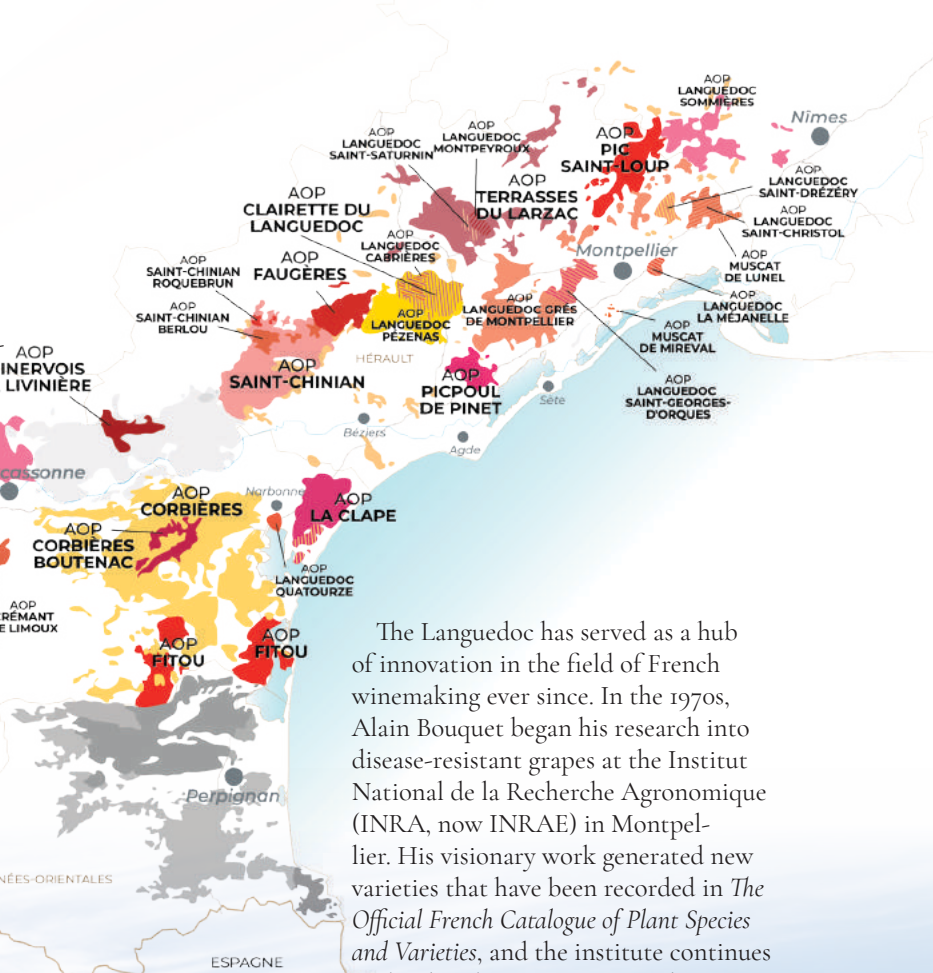 AOP
LANGUEDOC
SOMMIÈRES
Nîmes
AOP
LANGUEDOC
SAINT-SATURNIN
AOP
LANGUEDOC
MONTPEYROUX
AOP
PIC
SAINT-LOUP
AOP
LANGUEDOC
SAINT-DRÉZÉRY
AOP
TERRASSES
DU LARZAC
AOP
CLAIRETTE DU
LANGUEDOC
AOP
LANGUEDOC
SAINT-CHRISTOL
AOP
LANGUEDOC
CABRIÈRES
Montpellier
AOP
MUSCAT
DE LUNEL
AOP
FAUGÈRES
AOP
SAINT-CHINIAN
ROQUEBRUN
AOP
LANGUEDOC
LA MÉJANELLE
AOP
LANGUEDOC GRÉS
DE MONTPELLIER
AOP
SAINT-CHINIAN
BERLOU
AOP
LANGUEDOC
PÉZENAS
AOP
MUSCAT
DE MIREVAL
HÉRAULT
AOP
INERVOIS
LIVINIÈRE
AOP
SAINT-CHINIAN
AOP
PICPOUL
DE PINET
AOP
LANGUEDOC
SAINT-GEORGES-
D'ORQUES
Sète
Béziers
Agde
cassonne
Narbonne
AOP
CORBIÈRES
AOP
LA CLAPE
AOP
CORBIÈRES
BOUTENAC
AOP
LANGUEDOC
QUATOURZE
AOP
CRÉMANT
E LIMOUX
AOP
FITOU
AOP
FITOU
Perpignan
NÉES-ORIENTALES
ESPAGNE
The Languedoc has served as a hub
of innovation in the field of French
winemaking ever since. In the 1970s,
Alain Bouquet began his research into
disease-resistant grapes at the Institut
National de la Recherche Agronomique
(INRA, now INRAE) in Montpel-
lier. His visionary work generated new
varieties that have been recorded in The
Official French Catalogue of Plant Species
and Varieties, and the institute continues